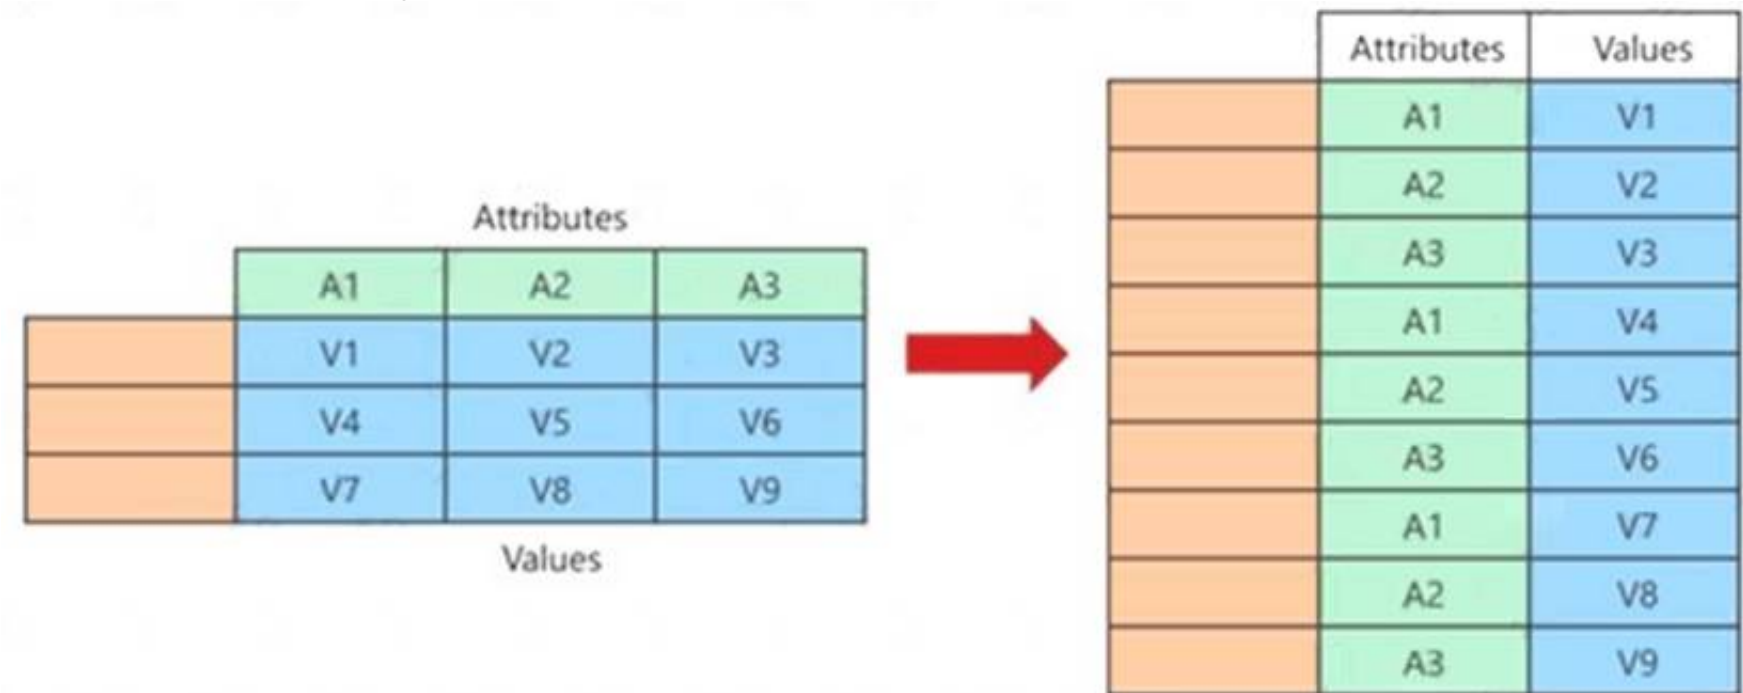 Attributes
A1 A2 A3
V1 V2 V3
V4 V5 V6
V7 V8 V9
Values
Attributes Values
A1 V1
A2 V2
A3 V3
A1 V4
A2 V5
A3 V6
A1 V7
A2 V8
A3 V9